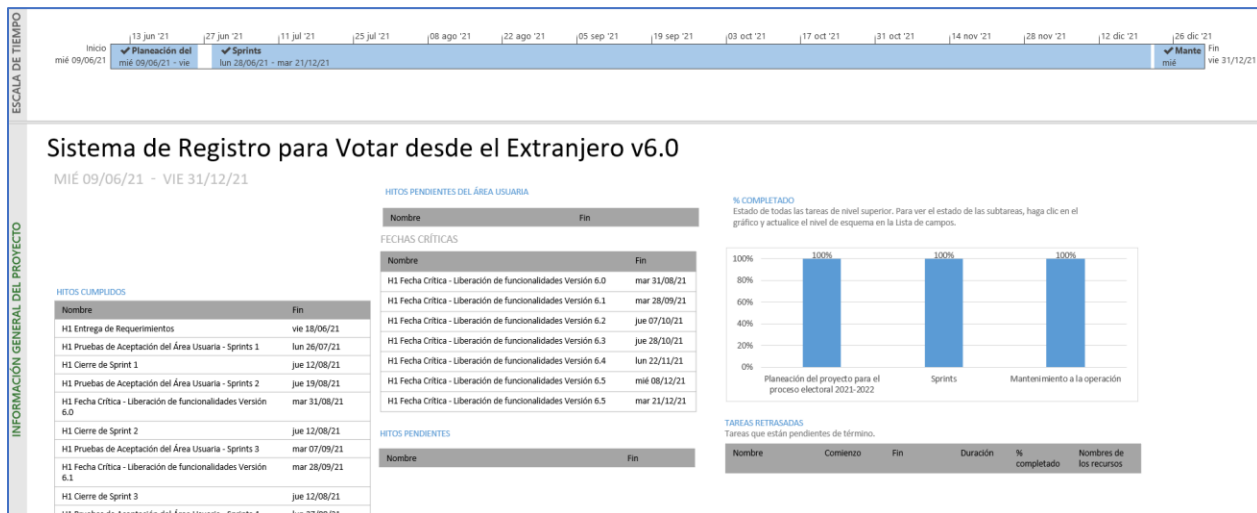 ESCALA DE TIEMPO
13 jun '21 27 jun '21 11 jul '21 25 jul '21 08 ago '21 22 ago '21 05 sep '21 19 sep '21 03 oct '21 17 oct '21 31 oct '21 14 nov '21 28 nov '21 12 dic '21 26 dic '21
Inicio
mié 09/06/21
Planeación del
mié 09/06/21 - vie
Sprints
lun 28/06/21 - mar 21/12/21
Mante
mié
Fin
vie 31/12/21
INFORMACIÓN GENERAL DEL PROYECTO
Sistema de Registro para Votar desde el Extranjero v6.0
MIÉ 09/06/21 - VIE 31/12/21
HITOS CUMPLIDOS
Nombre Fin
H1 Entrega de Requerimientos vie 18/06/21
H1 Pruebas de Aceptación del Área Usuaria - Sprints 1 lun 26/07/21
H1 Cierre de Sprint 1 jue 12/08/21
H1 Pruebas de Aceptación del Área Usuaria - Sprints 2 jue 19/08/21
H1 Fecha Crítica - Liberación de funcionalidades Versión mar 31/08/21
6.0
H1 Cierre de Sprint 2 jue 12/08/21
H1 Pruebas de Aceptación del Área Usuaria - Sprints 3 mar 07/09/21
H1 Fecha Crítica - Liberación de funcionalidades Versión mar 28/09/21
6.1
H1 Cierre de Sprint 3 jue 12/08/21
HITOS PENDIENTES DEL ÁREA USUARIA
Nombre Fin
FECHAS CRÍTICAS
Nombre Fin
H1 Fecha Crítica - Liberación de funcionalidades Versión 6.0 mar 31/08/21
H1 Fecha Crítica - Liberación de funcionalidades Versión 6.1 mar 28/09/21
H1 Fecha Crítica - Liberación de funcionalidades Versión 6.2 jue 07/10/21
H1 Fecha Crítica - Liberación de funcionalidades Versión 6.3 jue 28/10/21
H1 Fecha Crítica - Liberación de funcionalidades Versión 6.4 lun 22/11/21
H1 Fecha Crítica - Liberación de funcionalidades Versión 6.5 mié 08/12/21
H1 Fecha Crítica - Liberación de funcionalidades Versión 6.5 mar 21/12/21
HITOS PENDIENTES
Nombre Fin
% COMPLETADO
Estado de todas las tareas de nivel superior. Para ver el estado de las subtareas, haga clic en el
gráfico y actualice el nivel de esquema en la Lista de campos.
100% 100% 100%
100%
80%
60%
40%
20%
0%
Planeación del proyecto para el
proceso electoral 2021-2022
Sprints
Mantenimiento a la operación
TAREAS RETRASADAS
Tareas que están pendientes de término.
Nombre Comienzo Fin Duración % Nombres de
completado los recursos